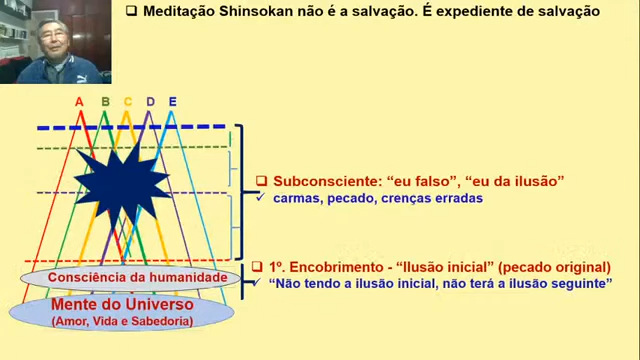 ❑ Meditação Shinsokan não é a salvação. É expediente de salvação
A B C D E
❑ Subconsciente: “eu falso”, “eu da ilusão”
✓ carmas, pecado, crenças erradas
❑ 1º. Encobrimento - “Ilusão inicial” (pecado original)
✓ “Não tendo a ilusão inicial, não terá a ilusão seguinte”
Consciência da humanidade
Mente do Universo
(Amor, Vida e Sabedoria)